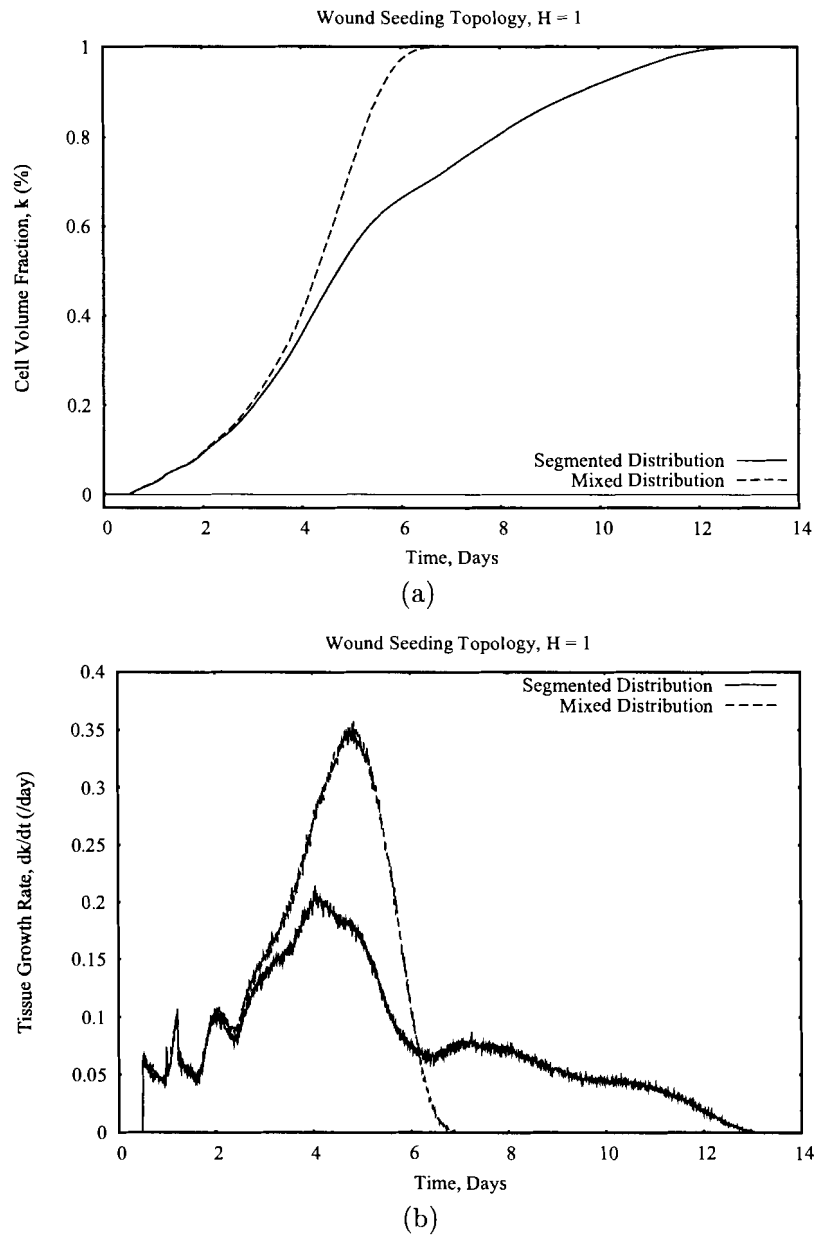 Wound Seeding Topology, H = 1
1
0.8
0.6
0.4
0.2
0
Cell Volume Fraction, k (%)
Segmented Distribution
Mixed Distribution
0 2 4 6 8 10 12 14
Time, Days
(a)
Wound Seeding Topology, H = 1
0.4
0.35
0.3
0.25
0.2
0.15
0.1
0.05
0
Tissue Growth Rate, dk/dt (/day)
Segmented Distribution
Mixed Distribution
0 2 4 6 8 10 12 14
Time, Days
(b)